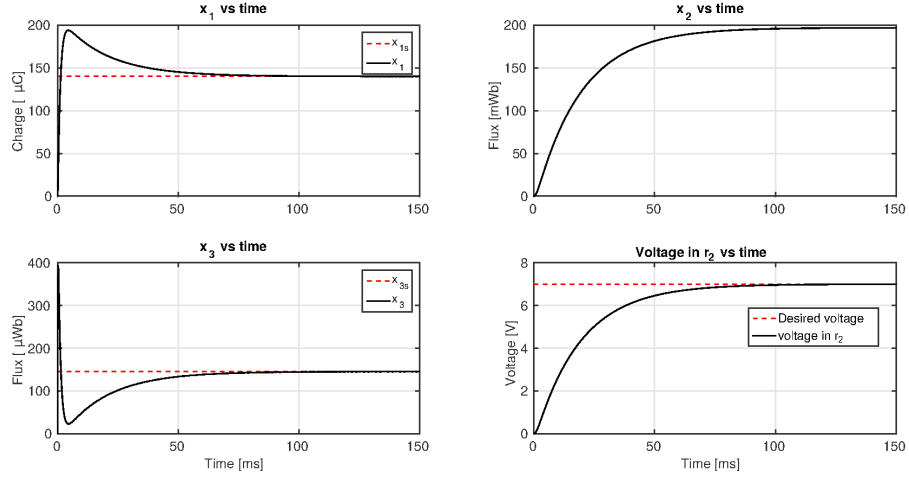 x1 vs time
200
150
100
50
0
Charge [ µC]
0 50 100 150
x1s
x1
x2 vs time
200
150
100
50
0
Flux [mWb]
0 50 100 150
x3 vs time
400
300
200
100
0
Flux [ µWb]
0 50 100 150
Time [ms]
x3s
x3
Voltage in r2 vs time
8
6
4
2
0
Voltage [V]
0 50 100 150
Time [ms]
Desired voltage
voltage in r2